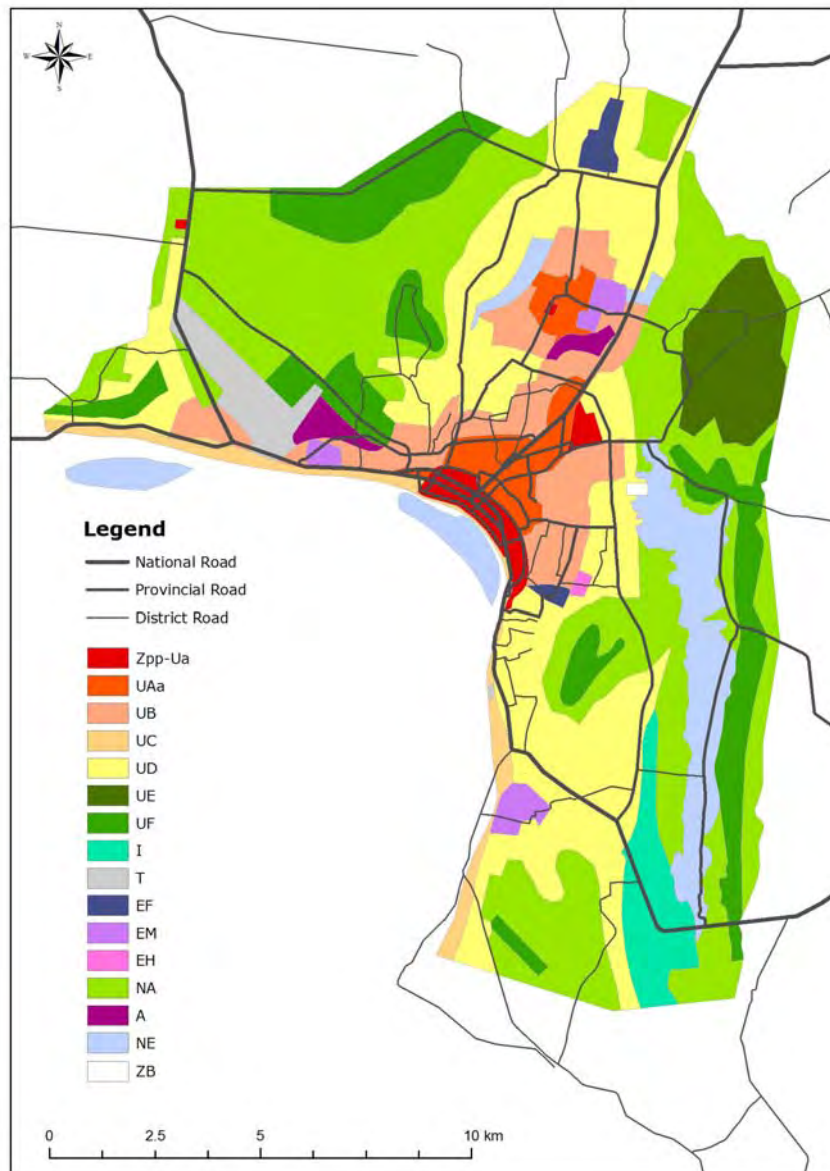 N
W E
S
Legend
National Road
Provincial Road
District Road
Zpp-Ua
UAa
UB
UC
UD
UE
UF
I
T
EF
EM
EH
NA
A
NE
ZB
0 2.5 5 10 km